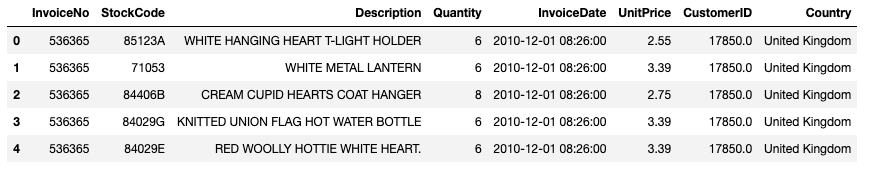 InvoiceNo StockCode Description Quantity InvoiceDate UnitPrice CustomerID Country
0 536365 85123A WHITE HANGING HEART T-LIGHT HOLDER 6 2010-12-01 08:26:00 2.55 17850.0 United Kingdom
1 536365 71053 WHITE METAL LANTERN 6 2010-12-01 08:26:00 3.39 17850.0 United Kingdom
2 536365 84406B CREAM CUPID HEARTS COAT HANGER 8 2010-12-01 08:26:00 2.75 17850.0 United Kingdom
3 536365 84029G KNITTED UNION FLAG HOT WATER BOTTLE 6 2010-12-01 08:26:00 3.39 17850.0 United Kingdom
4 536365 84029E RED WOOLLY HOTTIE WHITE HEART. 6 2010-12-01 08:26:00 3.39 17850.0 United Kingdom